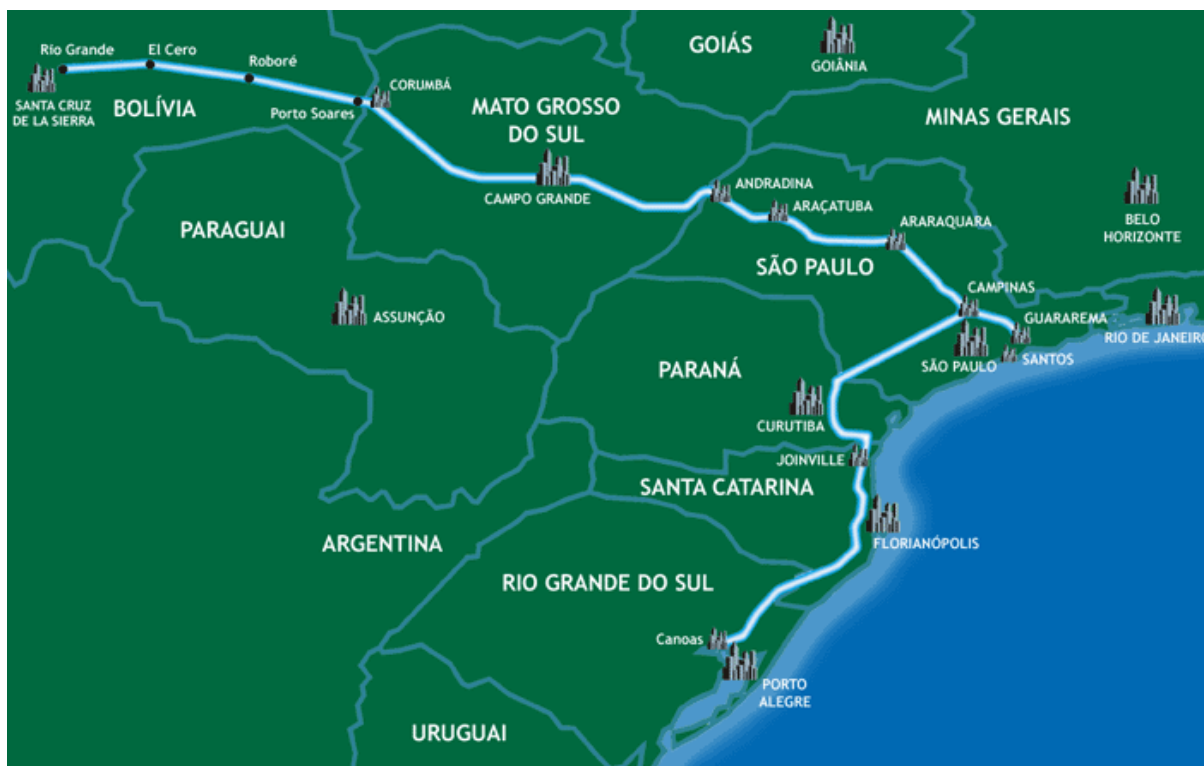 GOIÁS
GOIÂNIA
Rio Grande
El Cero
Roboré
SANTA CRUZ
DE LA SIERRA
BOLÍVIA
Porto Soares
CORUMBÁ
MATO GROSSO
DO SUL
MINAS GERAIS
CAMPO GRANDE
ANDRADINA
ARAÇATUBA
ARARAQUARA
BELO
HORIZONTE
PARAGUAI
SÃO PAULO
CAMPINAS
GUARAREMA
RIO DE JANEIRO
ASSUNÇÃO
SÃO PAULO
SANTOS
PARANÁ
CURUTIBA
JOINVILLE
SANTA CATARINA
ARGENTINA
FLORIANÓPOLIS
RIO GRANDE DO SUL
Canoas
PORTO
ALEGRE
URUGUAI